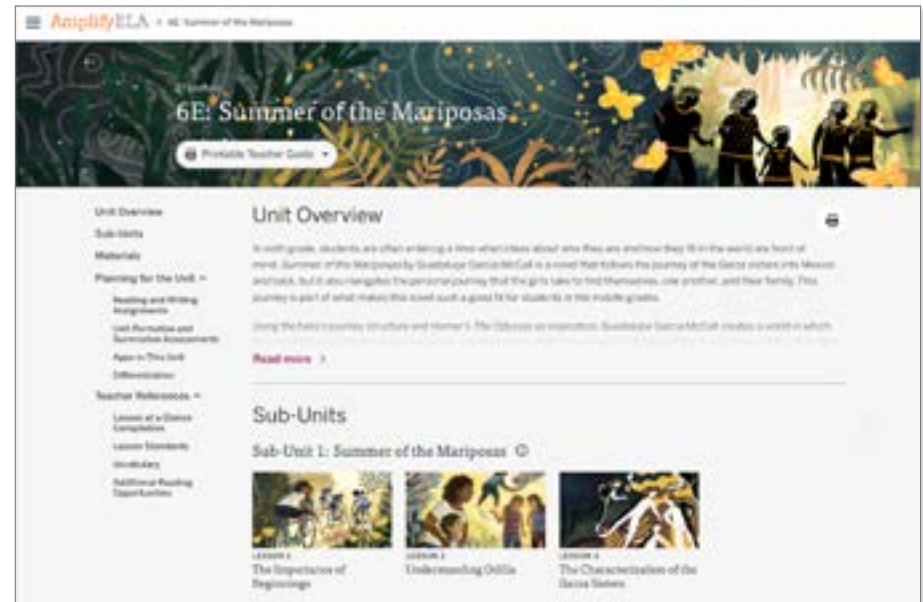 AmplifyELA > 6E: Summer of the Mariposas
6E: Summer of the Mariposas
Printable Teacher Guide
Unit Overview
Sub-Units
Materials
Planning for the Unit
Reading and Writing
Assignments
Unit Formative and
Summative Assessments
Apps in This Unit
Differentiation
Teacher References
Lesson at a Glance
Compilation
Lesson Standards
Vocabulary
Additional Reading
Opportunities
Unit Overview
In sixth grade, students are often entering a time when ideas about who they are and how they fit in the world are front of
mind. Summer of the Mariposas by Guadalupe Garcia McCall is a novel that follows the journey of the Garza sisters into Mexico
and back, but it also navigates the personal journey that the girls take to find themselves, one another, and their family. This
journey is part of what makes this novel such a good fit for students in the middle grades.
Using the hero's journey structure and Homer's The Odyssey as inspiration, Guadalupe Garcia McCall creates a world in which
Read more >
Sub-Units
Sub-Unit 1: Summer of the Mariposas
LESSON 1
The Importance of
Beginnings
LESSON 2
Understanding Odilia
LESSON 3
The Characterization of the
Garza Sisters